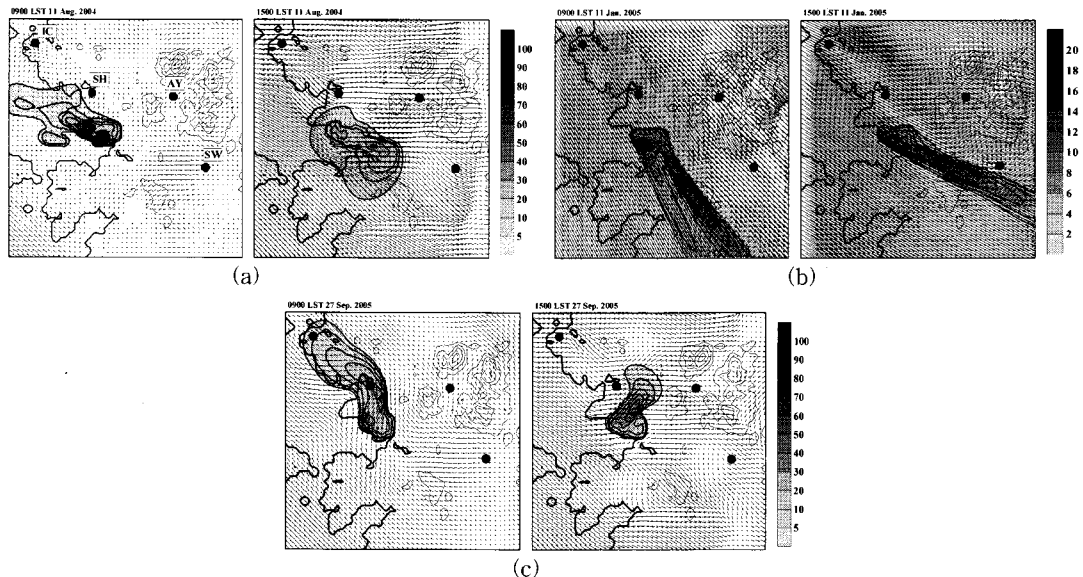 0900 LST 11 Aug. 2004
1500 LST 11 Aug. 2004
IC
SH
AY
SW
100
90
80
70
60
50
40
30
20
10
5
(a)
0900 LST 11 Jan. 2005
1500 LST 11 Jan. 2005
20
18
16
14
12
10
8
6
4
2
(b)
0900 LST 27 Sep. 2005
1500 LST 27 Sep. 2005
100
90
80
70
60
50
40
30
20
10
5
(c)